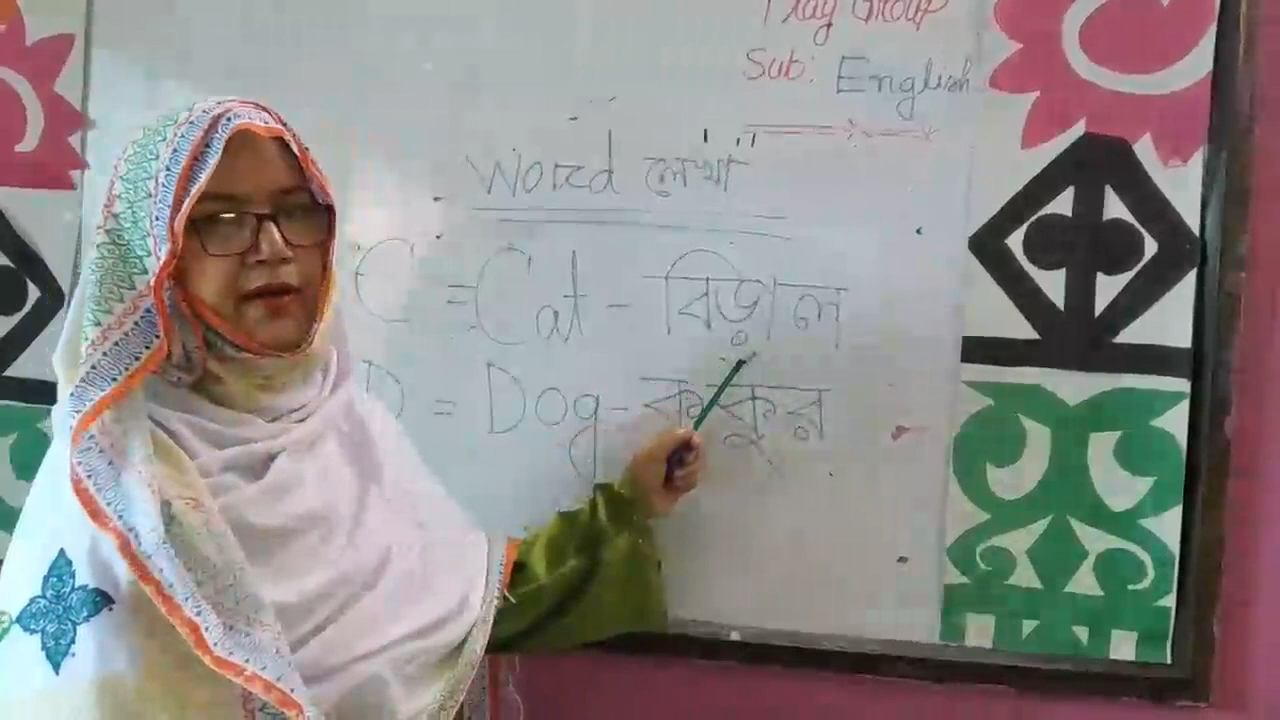 Play Group
Sub: English
Word লেখা
C = Cat - বিড়াল
D = Dog - কুকুর